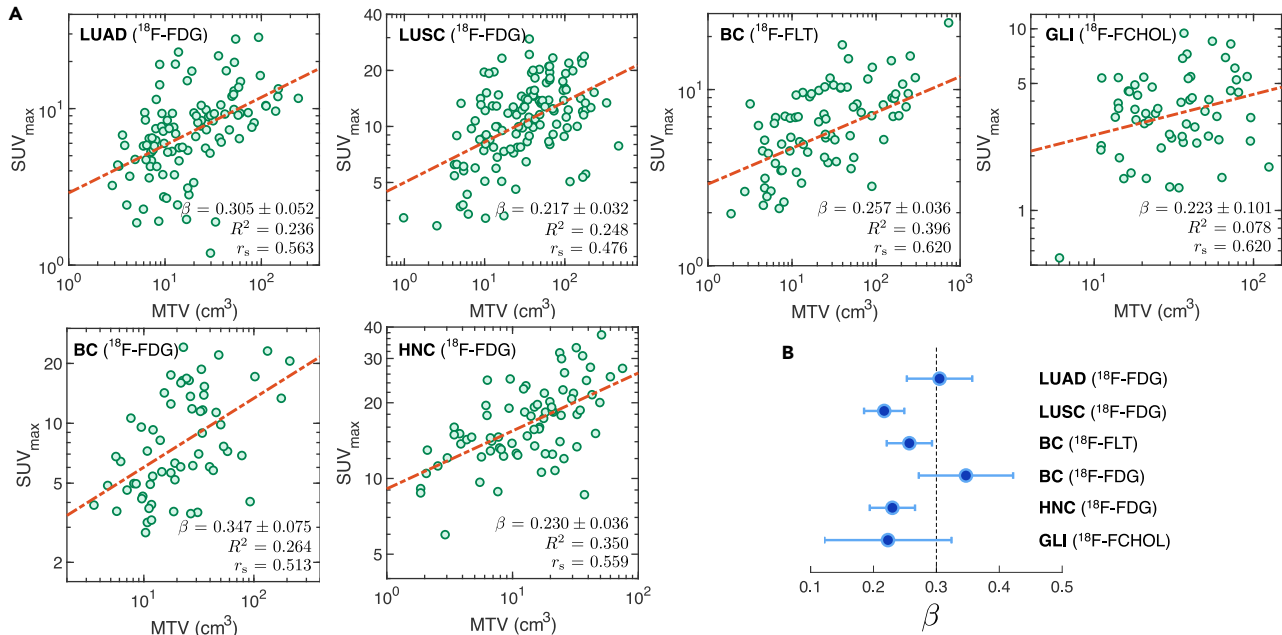 A
LUAD (¹⁸F-FDG)
SUVmax
10¹
10⁰
β = 0.305 ± 0.052
R² = 0.236
rs = 0.563
10⁰ 10¹ 10²
MTV (cm³)
LUSC (¹⁸F-FDG)
SUVmax
40
20
10
5
β = 0.217 ± 0.032
R² = 0.248
rs = 0.476
10⁰ 10¹ 10²
MTV (cm³)
BC (¹⁸F-FLT)
SUVmax
10¹
10⁰
β = 0.257 ± 0.036
R² = 0.396
rs = 0.620
10⁰ 10¹ 10² 10³
MTV (cm³)
GLI (¹⁸F-FCHOL)
SUVmax
10
5
1
β = 0.223 ± 0.101
R² = 0.078
rs = 0.620
10¹ 10²
MTV (cm³)
BC (¹⁸F-FDG)
SUVmax
20
10
5
2
β = 0.347 ± 0.075
R² = 0.264
rs = 0.513
10¹ 10²
MTV (cm³)
HNC (¹⁸F-FDG)
SUVmax
40
30
20
10
5
β = 0.230 ± 0.036
R² = 0.350
rs = 0.559
10⁰ 10¹ 10²
MTV (cm³)
B
LUAD (¹⁸F-FDG)
LUSC (¹⁸F-FDG)
BC (¹⁸F-FLT)
BC (¹⁸F-FDG)
HNC (¹⁸F-FDG)
GLI (¹⁸F-FCHOL)
0.1 0.2 0.3 0.4 0.5
β